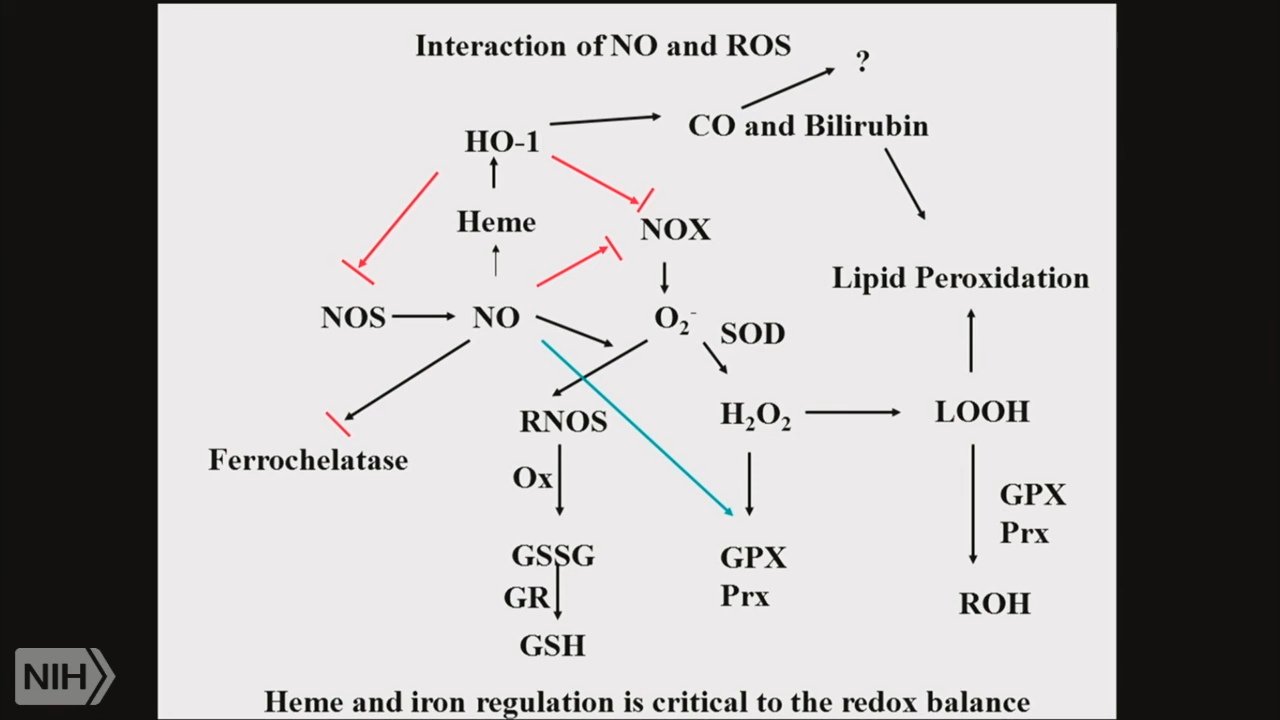 Interaction of NO and ROS
?
CO and Bilirubin
HO-1
Heme
NOX
Lipid Peroxidation
NOS
NO
O₂⁻
SOD
RNOS
H₂O₂
LOOH
Ferrochelatase
Ox
GPX
Prx
GSSG
GPX
Prx
GR
ROH
GSH
NIH
Heme and iron regulation is critical to the redox balance